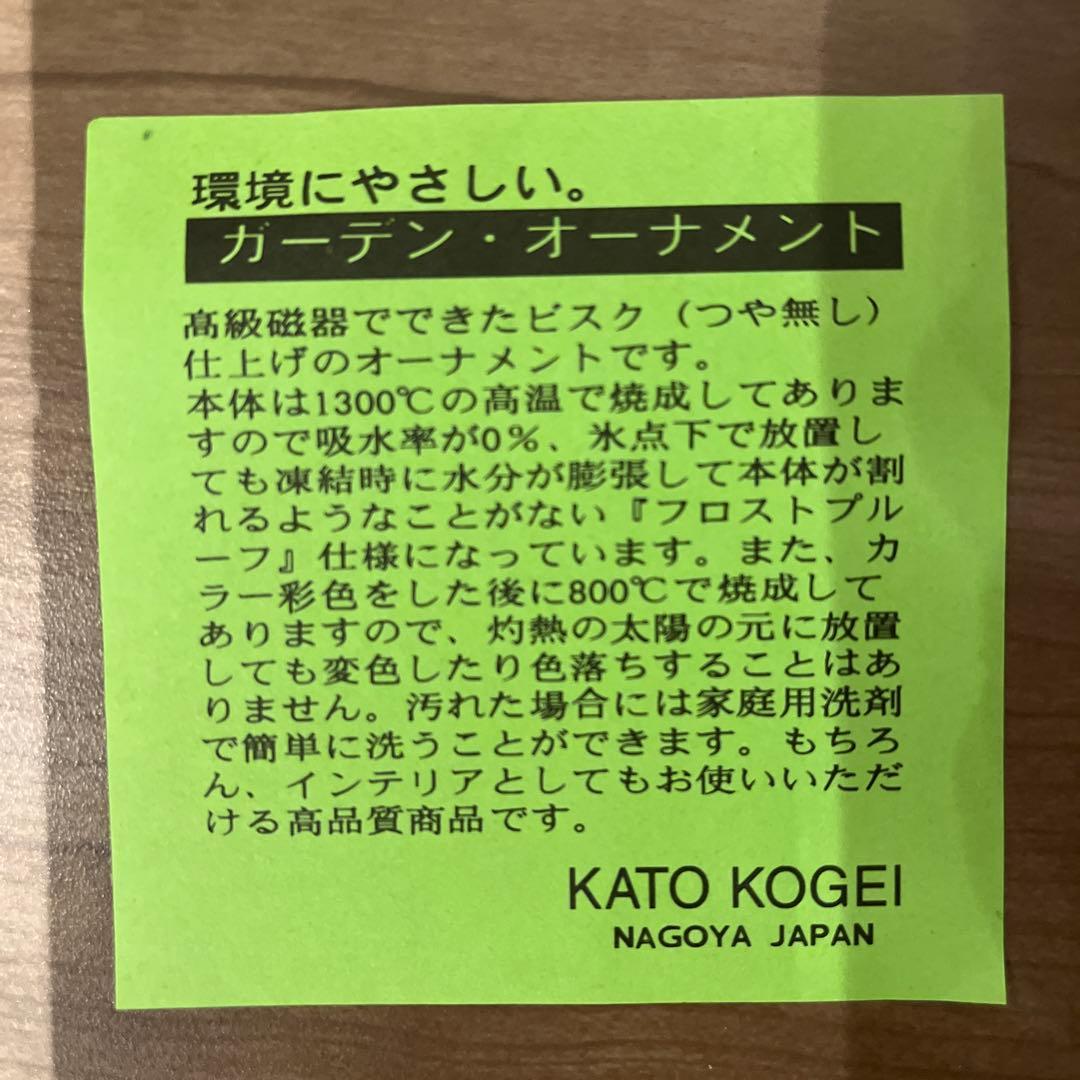 環境にやさしい。
ガーデン・オーナメント
高級磁器でできたビスク（つや無し）
仕上げのオーナメントです。
本体は1300℃の高温で焼成してありま
すので吸水率が0％、氷点下で放置し
ても凍結時に水分が膨張して本体が割
れるようなことがない『フロストプル
ーフ』仕様になっています。また、カ
ラー彩色をした後に800℃で焼成して
ありますので、灼熱の太陽の元に放置
しても変色したり色落ちすることはあ
りません。汚れた場合には家庭用洗剤
で簡単に洗うことができます。もちろ
ん、インテリアとしてもお使いいただ
ける高品質商品です。
KATO KOGEI
NAGOYA JAPAN